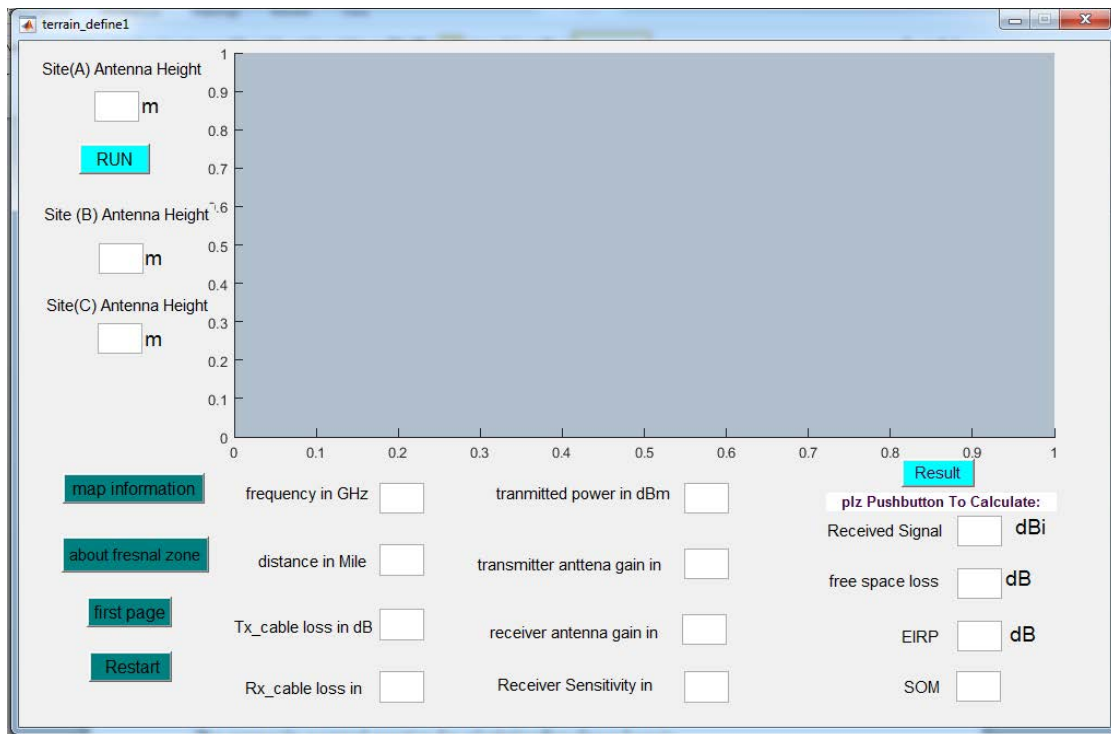 terrain_define1
Site(A) Antenna Height
m
RUN
Site (B) Antenna Height
m
Site(C) Antenna Height
m
1
0.9
0.8
0.7
0.5
0.4
0.3
0.2
0.1
0
0 0.1 0.2 0.3 0.4 0.5 0.6 0.7 0.8 0.9 1
map information
about fresnal zone
first page
Restart
frequency in GHz
distance in Mile
Tx_cable loss in dB
Rx_cable loss in
tranmitted power in dBm
transmitter anttena gain in
receiver antenna gain in
Receiver Sensitivity in
Result
plz Pushbutton To Calculate:
Received Signal dBi
free space loss dB
EIRP dB
SOM